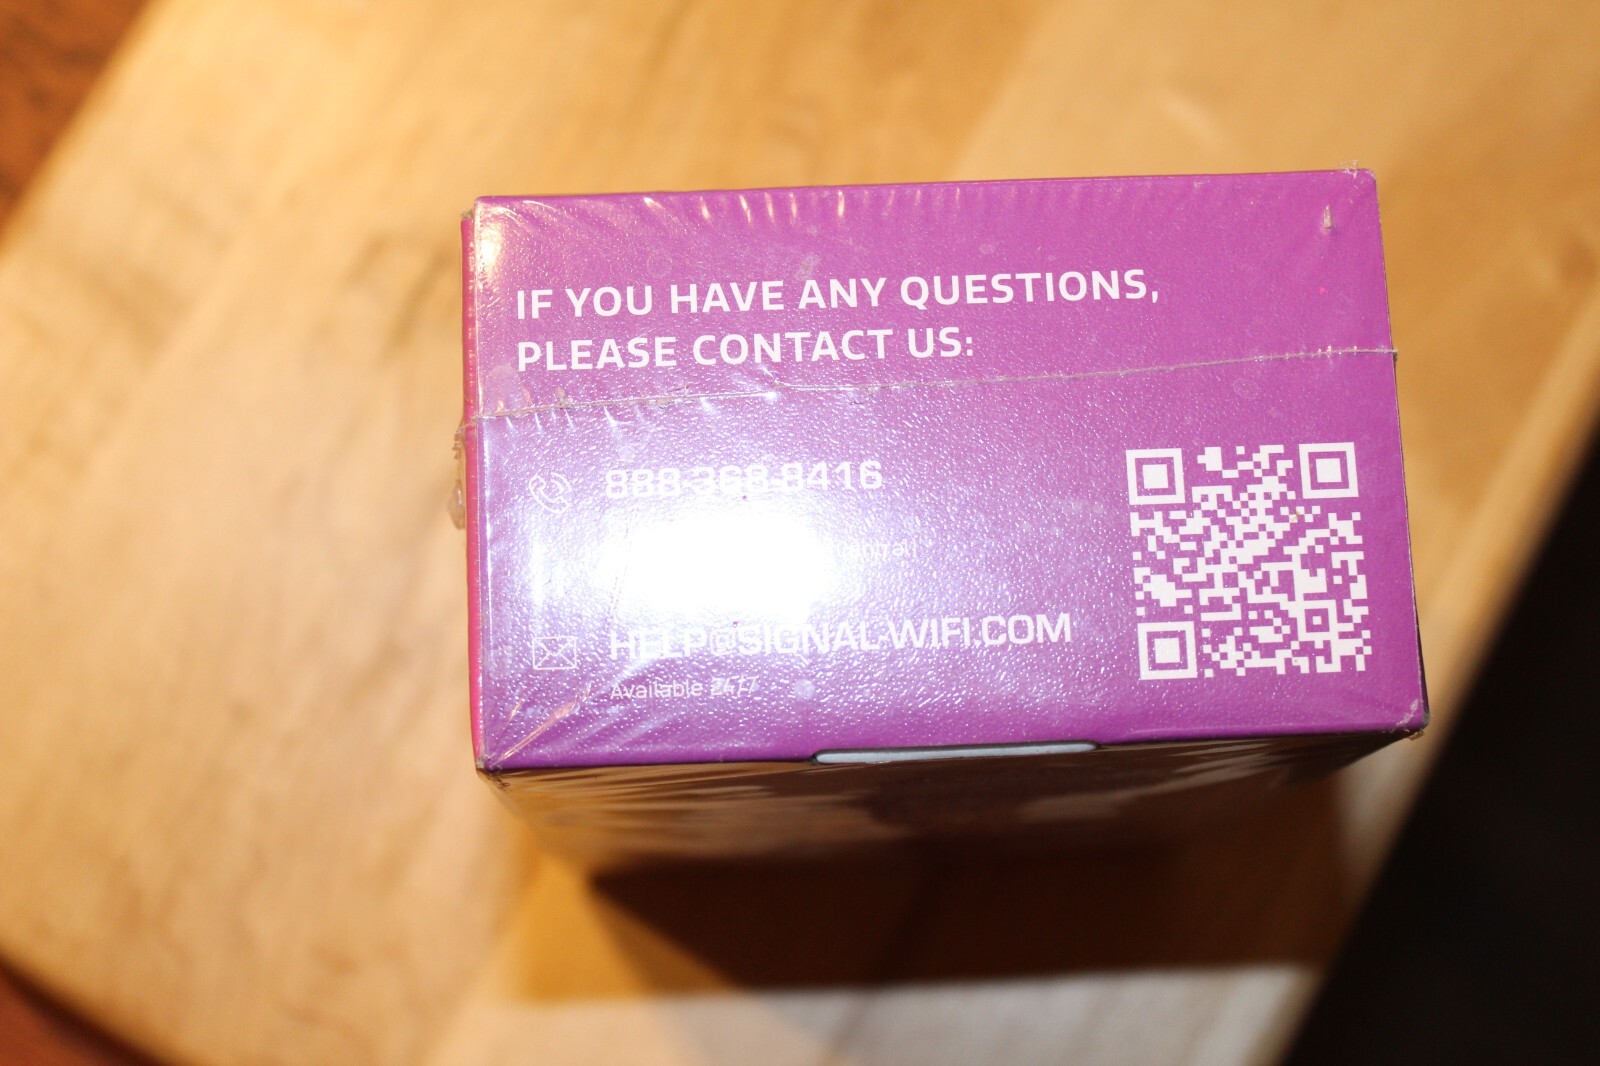 IF YOU HAVE ANY QUESTIONS,
PLEASE CONTACT US:
888-368-8416
HELP@SIGNAL-WIFI.COM
Available 24/7